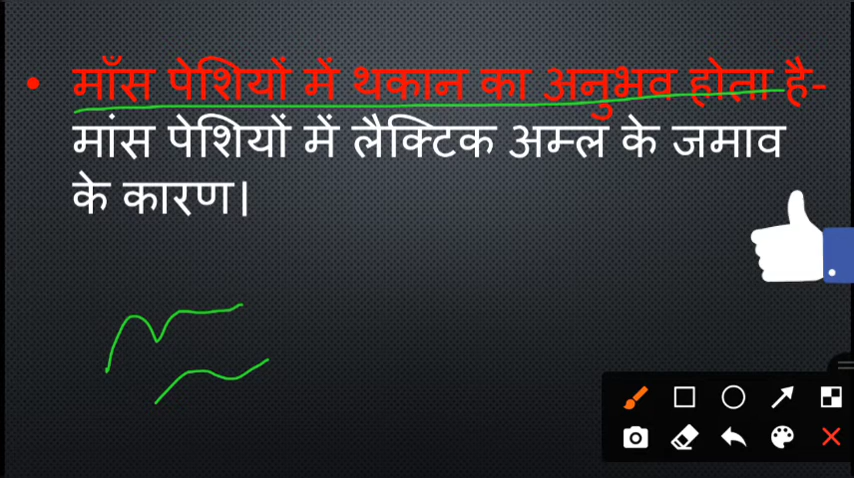 • माँस पेशियों में थकान का अनुभव होता है-
मांस पेशियों में लैक्टिक अम्ल के जमाव
के कारण।